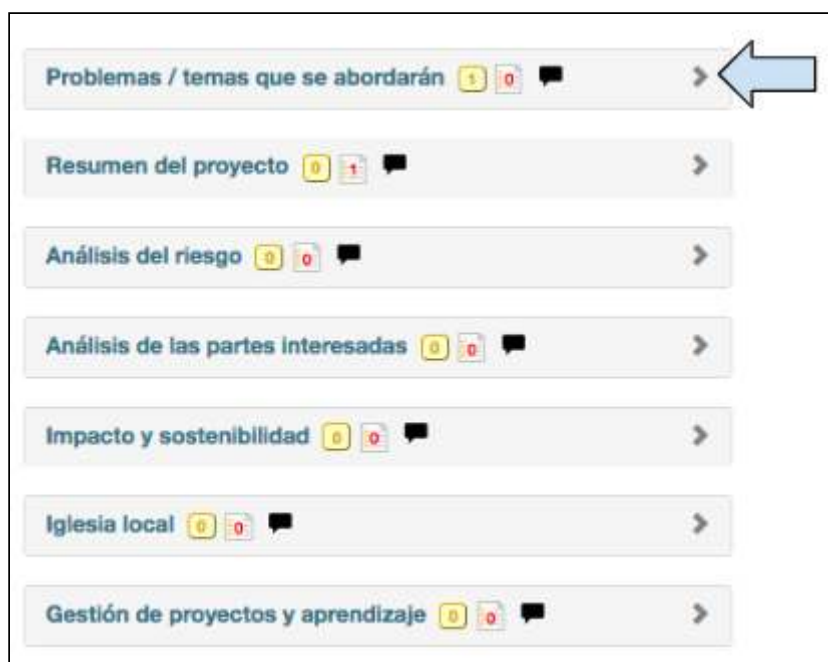 Problemas / temas que se abordarán 1 0
Resumen del proyecto 0 1
Análisis del riesgo 0 0
Análisis de las partes interesadas 0 0
Impacto y sostenibilidad 0 0
Iglesia local 0 0
Gestión de proyectos y aprendizaje 0 0